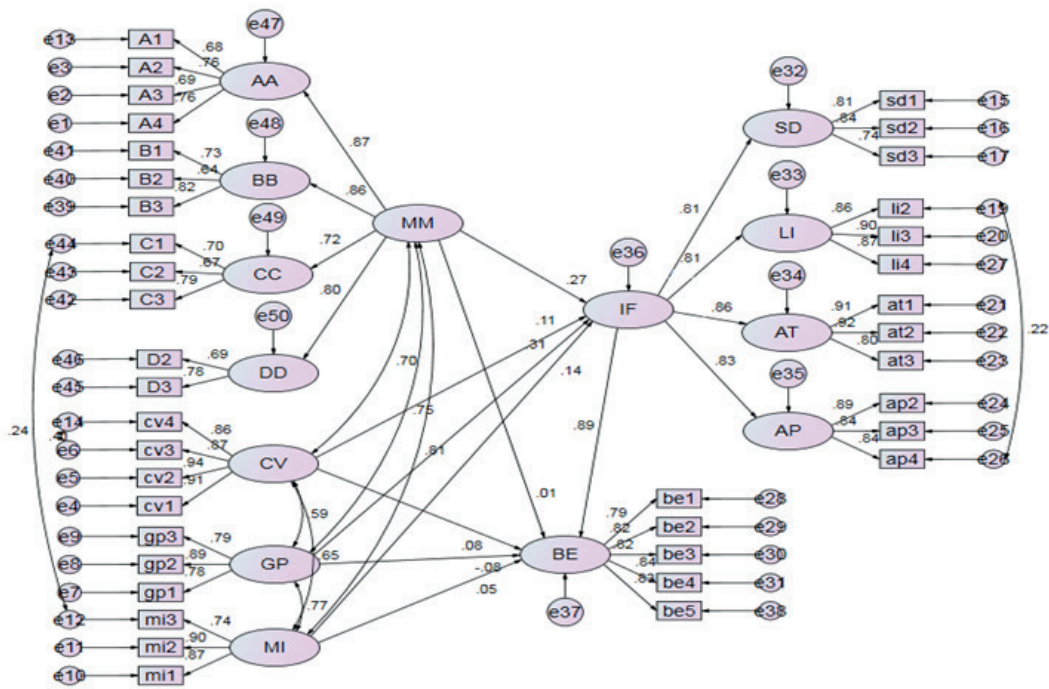 e47
e13 A1 .68
e3 A2 .76
e2 A3 .69
e1 A4 .76
AA
e48
e41 B1 .73
e40 B2 .64
e39 B3 .82
BB
e49
e44 C1 .70
e43 C2 .67
e42 C3 .79
CC
e50
e46 D2 .69
e45 D3 .78
DD
.24
.40
e14 cv4 .86
e6 cv3 .87
e5 cv2 .94
e4 cv1 .91
CV
e9 gp3 .79
e8 gp2 .89
e7 gp1 .78
GP
e12 mi3 .74
e11 mi2 .90
e10 mi1 .87
MI
.87
.86
.72
.80
MM
.27
.11
.31
.14
.70
.75
.81
.59
.65
.77
.01
.08
-.08
.05
e36
IF
.81
.81
.86
.83
.89
e32
SD
.81 sd1 e15
.84 sd2 e16
.74 sd3 e17
e33
LI
.86 li2 e19
.90 li3 e20
.87 li4 e27
e34
AT
.91 at1 e21
.92 at2 e22
.80 at3 e23
.22
e35
AP
.89 ap2 e24
.84 ap3 e25
.84 ap4 e26
BE
e37
.79 be1 e28
.82 be2 e29
.82 be3 e30
.84 be4 e31
.83 be5 e38